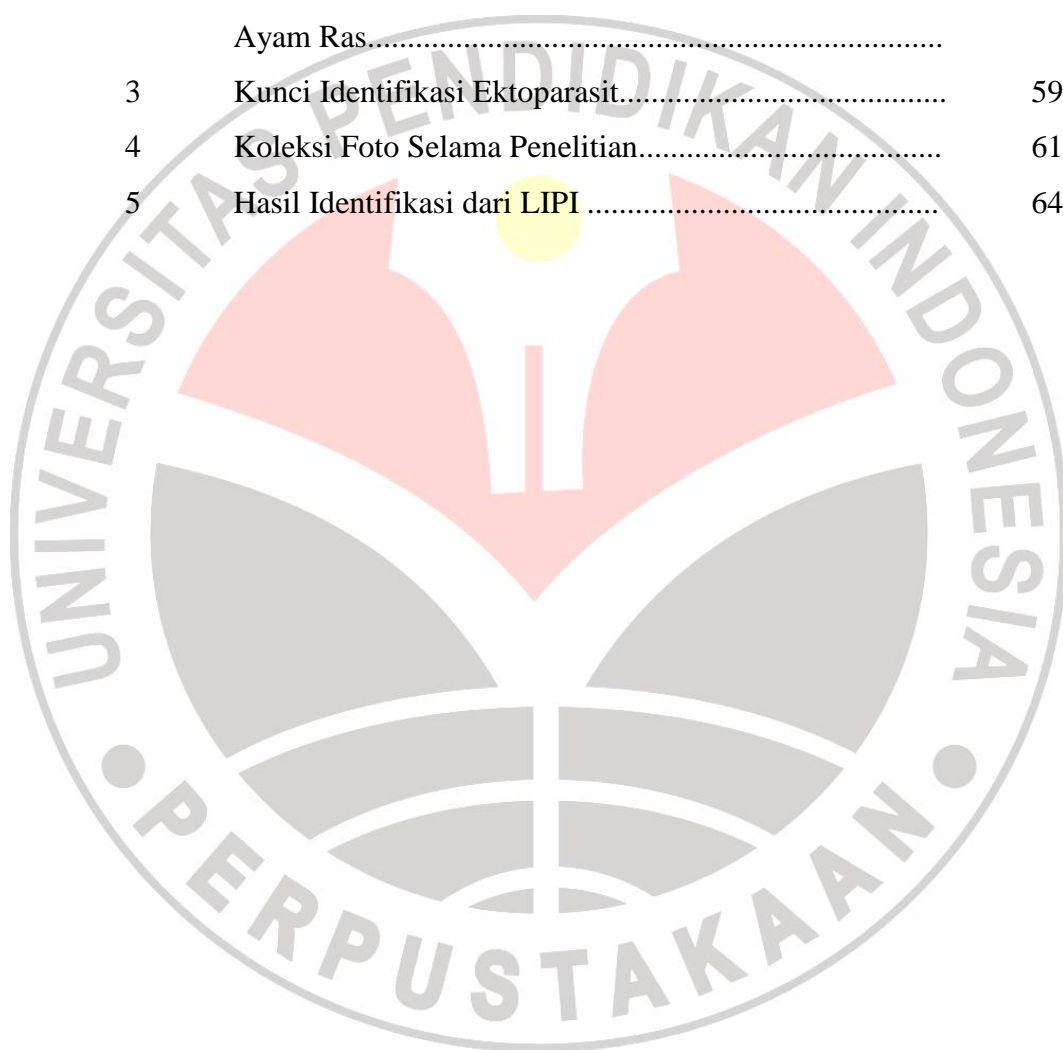 Ayam Ras.......................................................................
3 Kunci Identifikasi Ektoparasit........................................ 59
4 Koleksi Foto Selama Penelitian..................................... 61
5 Hasil Identifikasi dari LIPI ........................................... 64
UNIVERSITAS PENDIDIKAN INDONESIA
PERPUSTAKAAN